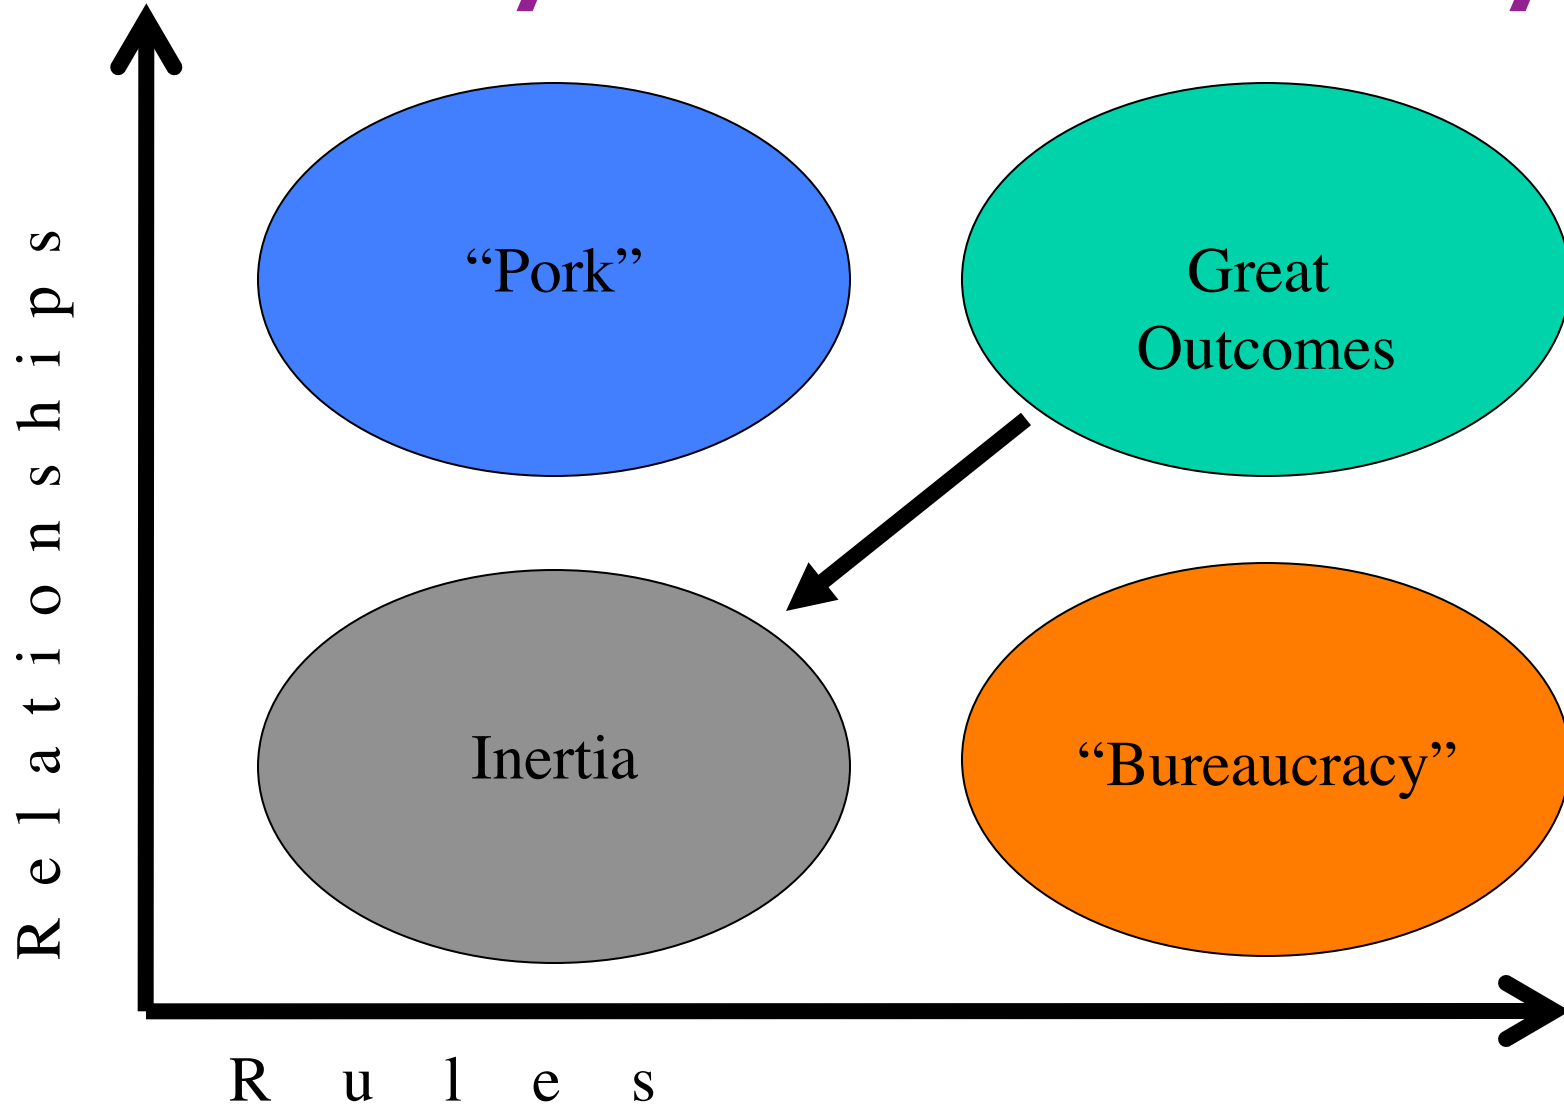 “Pork”
Great
Outcomes
Relationships
Inertia
“Bureaucracy”
Rules